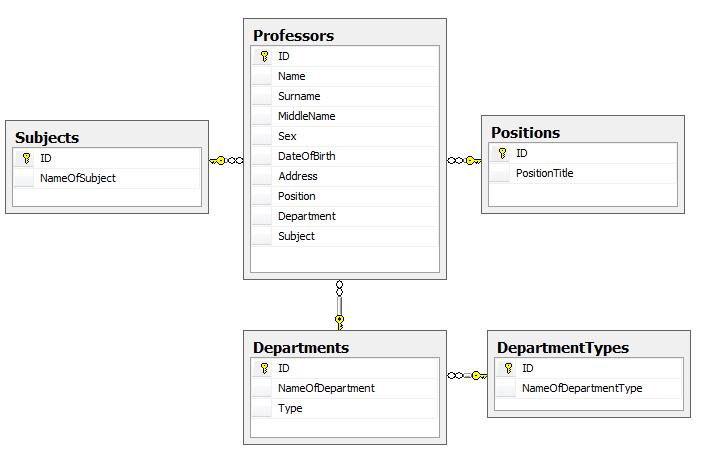 Professors
ID
Name
Surname
MiddleName
Sex
DateOfBirth
Address
Position
Department
Subject
Subjects
ID
NameOfSubject
Positions
ID
PositionTitle
Departments
ID
NameOfDepartment
Type
DepartmentTypes
ID
NameOfDepartmentType